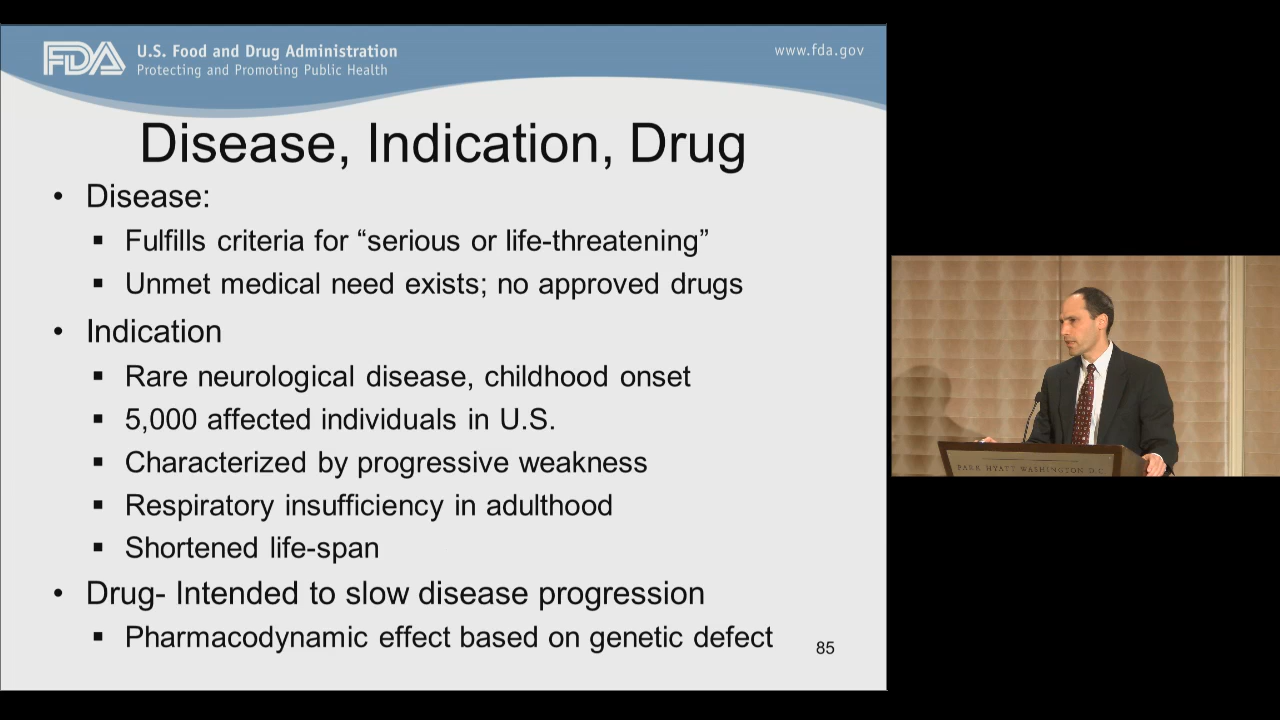 FDA
U.S. Food and Drug Administration
Protecting and Promoting Public Health
www.fda.gov
Disease, Indication, Drug
• Disease:
▪ Fulfills criteria for “serious or life-threatening”
▪ Unmet medical need exists; no approved drugs
• Indication
▪ Rare neurological disease, childhood onset
▪ 5,000 affected individuals in U.S.
▪ Characterized by progressive weakness
▪ Respiratory insufficiency in adulthood
▪ Shortened life-span
• Drug- Intended to slow disease progression
▪ Pharmacodynamic effect based on genetic defect
85
PARK HYATT WASHINGTON D.C.